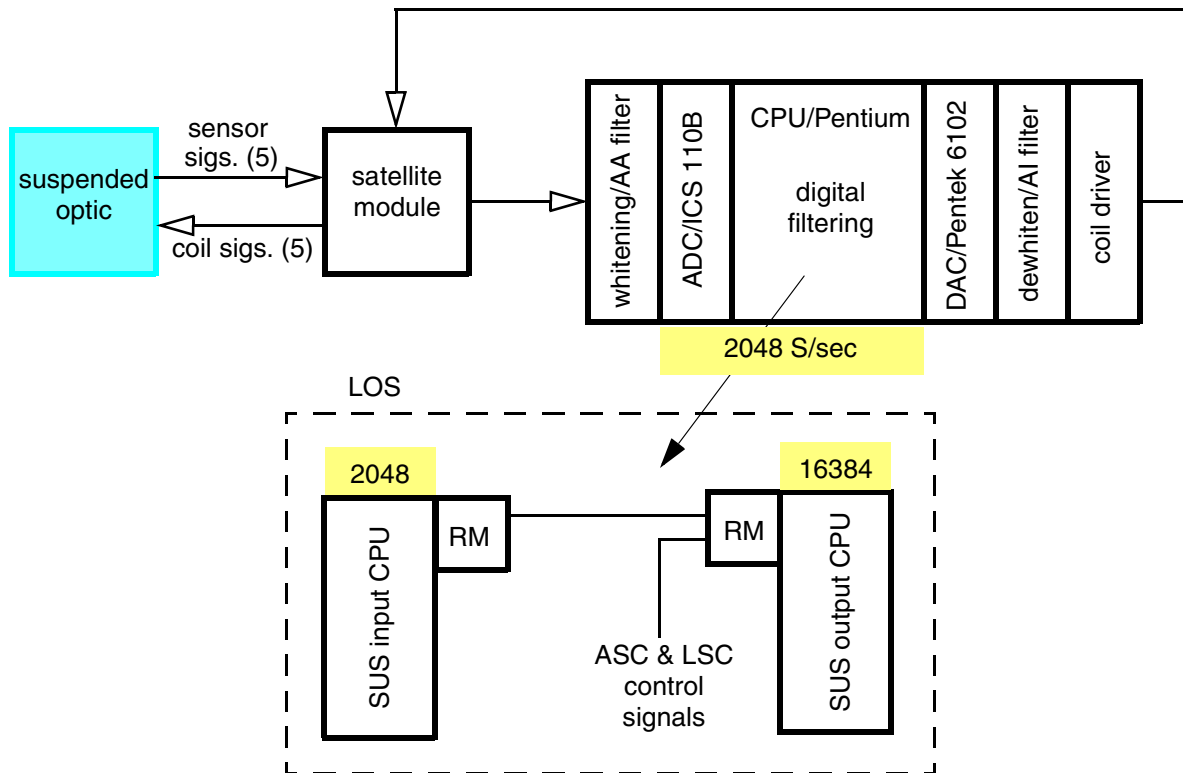 sensor
sigs. (5)
suspended
optic
coil sigs. (5)
satellite
module
whitening/AA filter
ADC/ICS 110B
CPU/Pentium
digital
filtering
DAC/Pentek 6102
dewhiten/AI filter
coil driver
2048 S/sec
LOS
2048
SUS input CPU
RM
RM
16384
SUS output CPU
ASC & LSC
control
signals